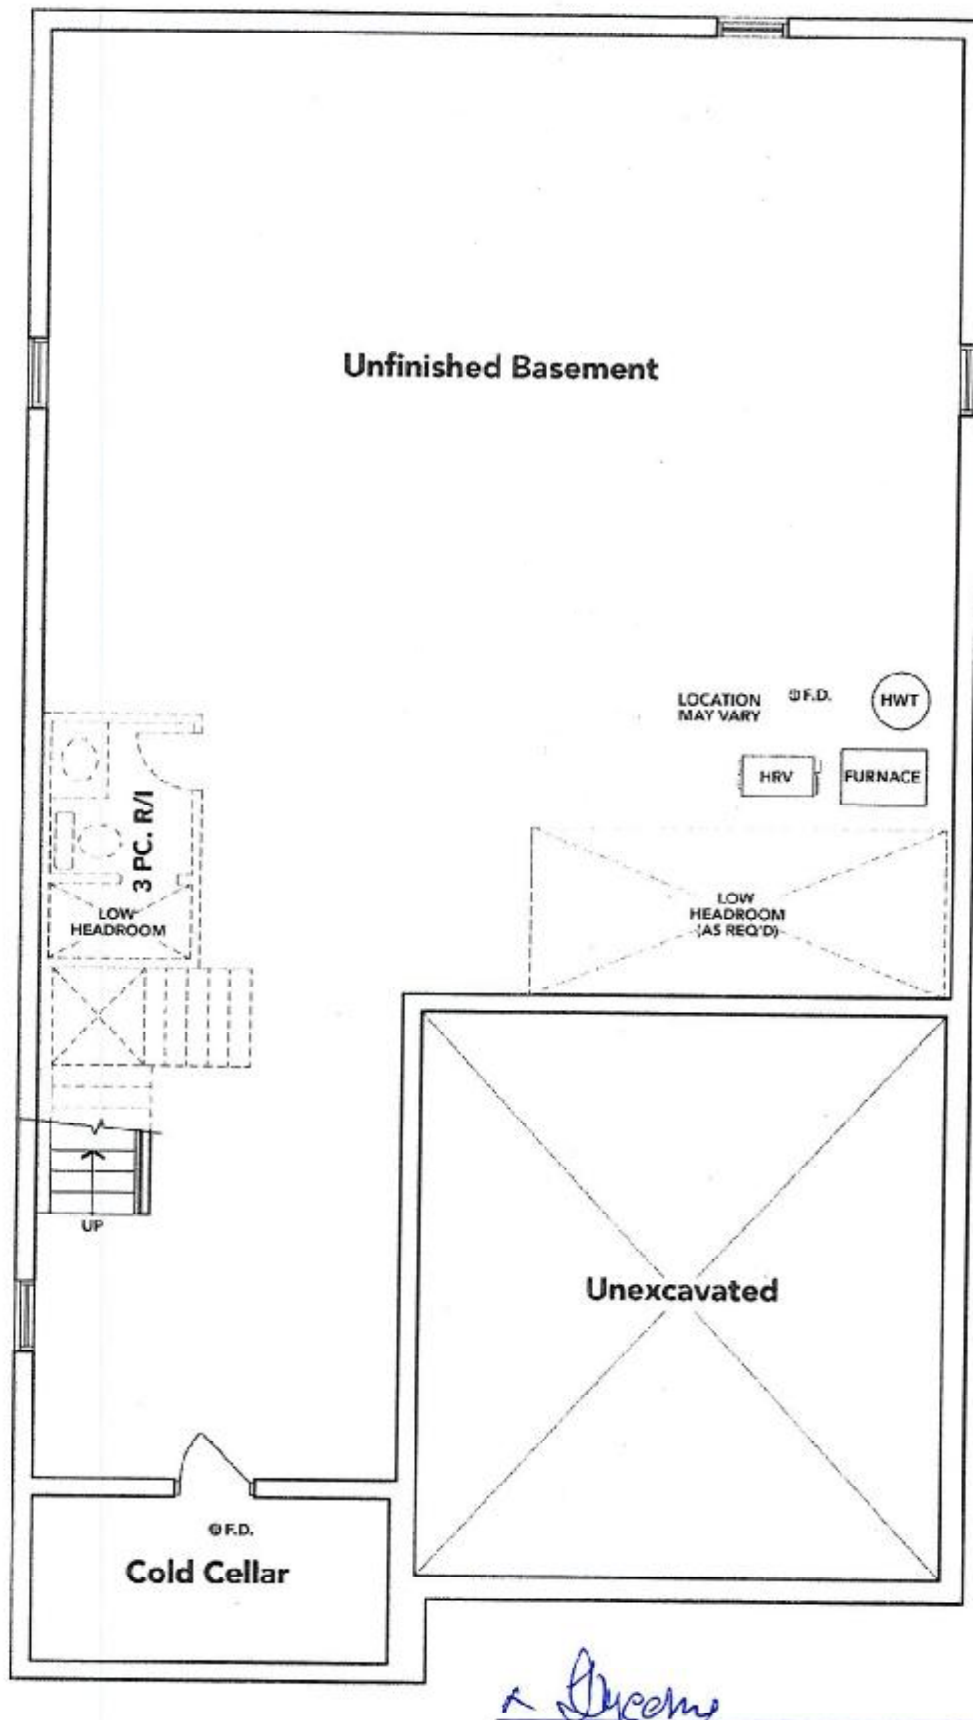 Unfinished Basement
LOCATION
MAY VARY
F.D.
HWT
HRV
FURNACE
3 PC. R/I
LOW
HEADROOM
LOW
HEADROOM
(AS REQ'D)
UP
Unexcavated
F.D.
Cold Cellar